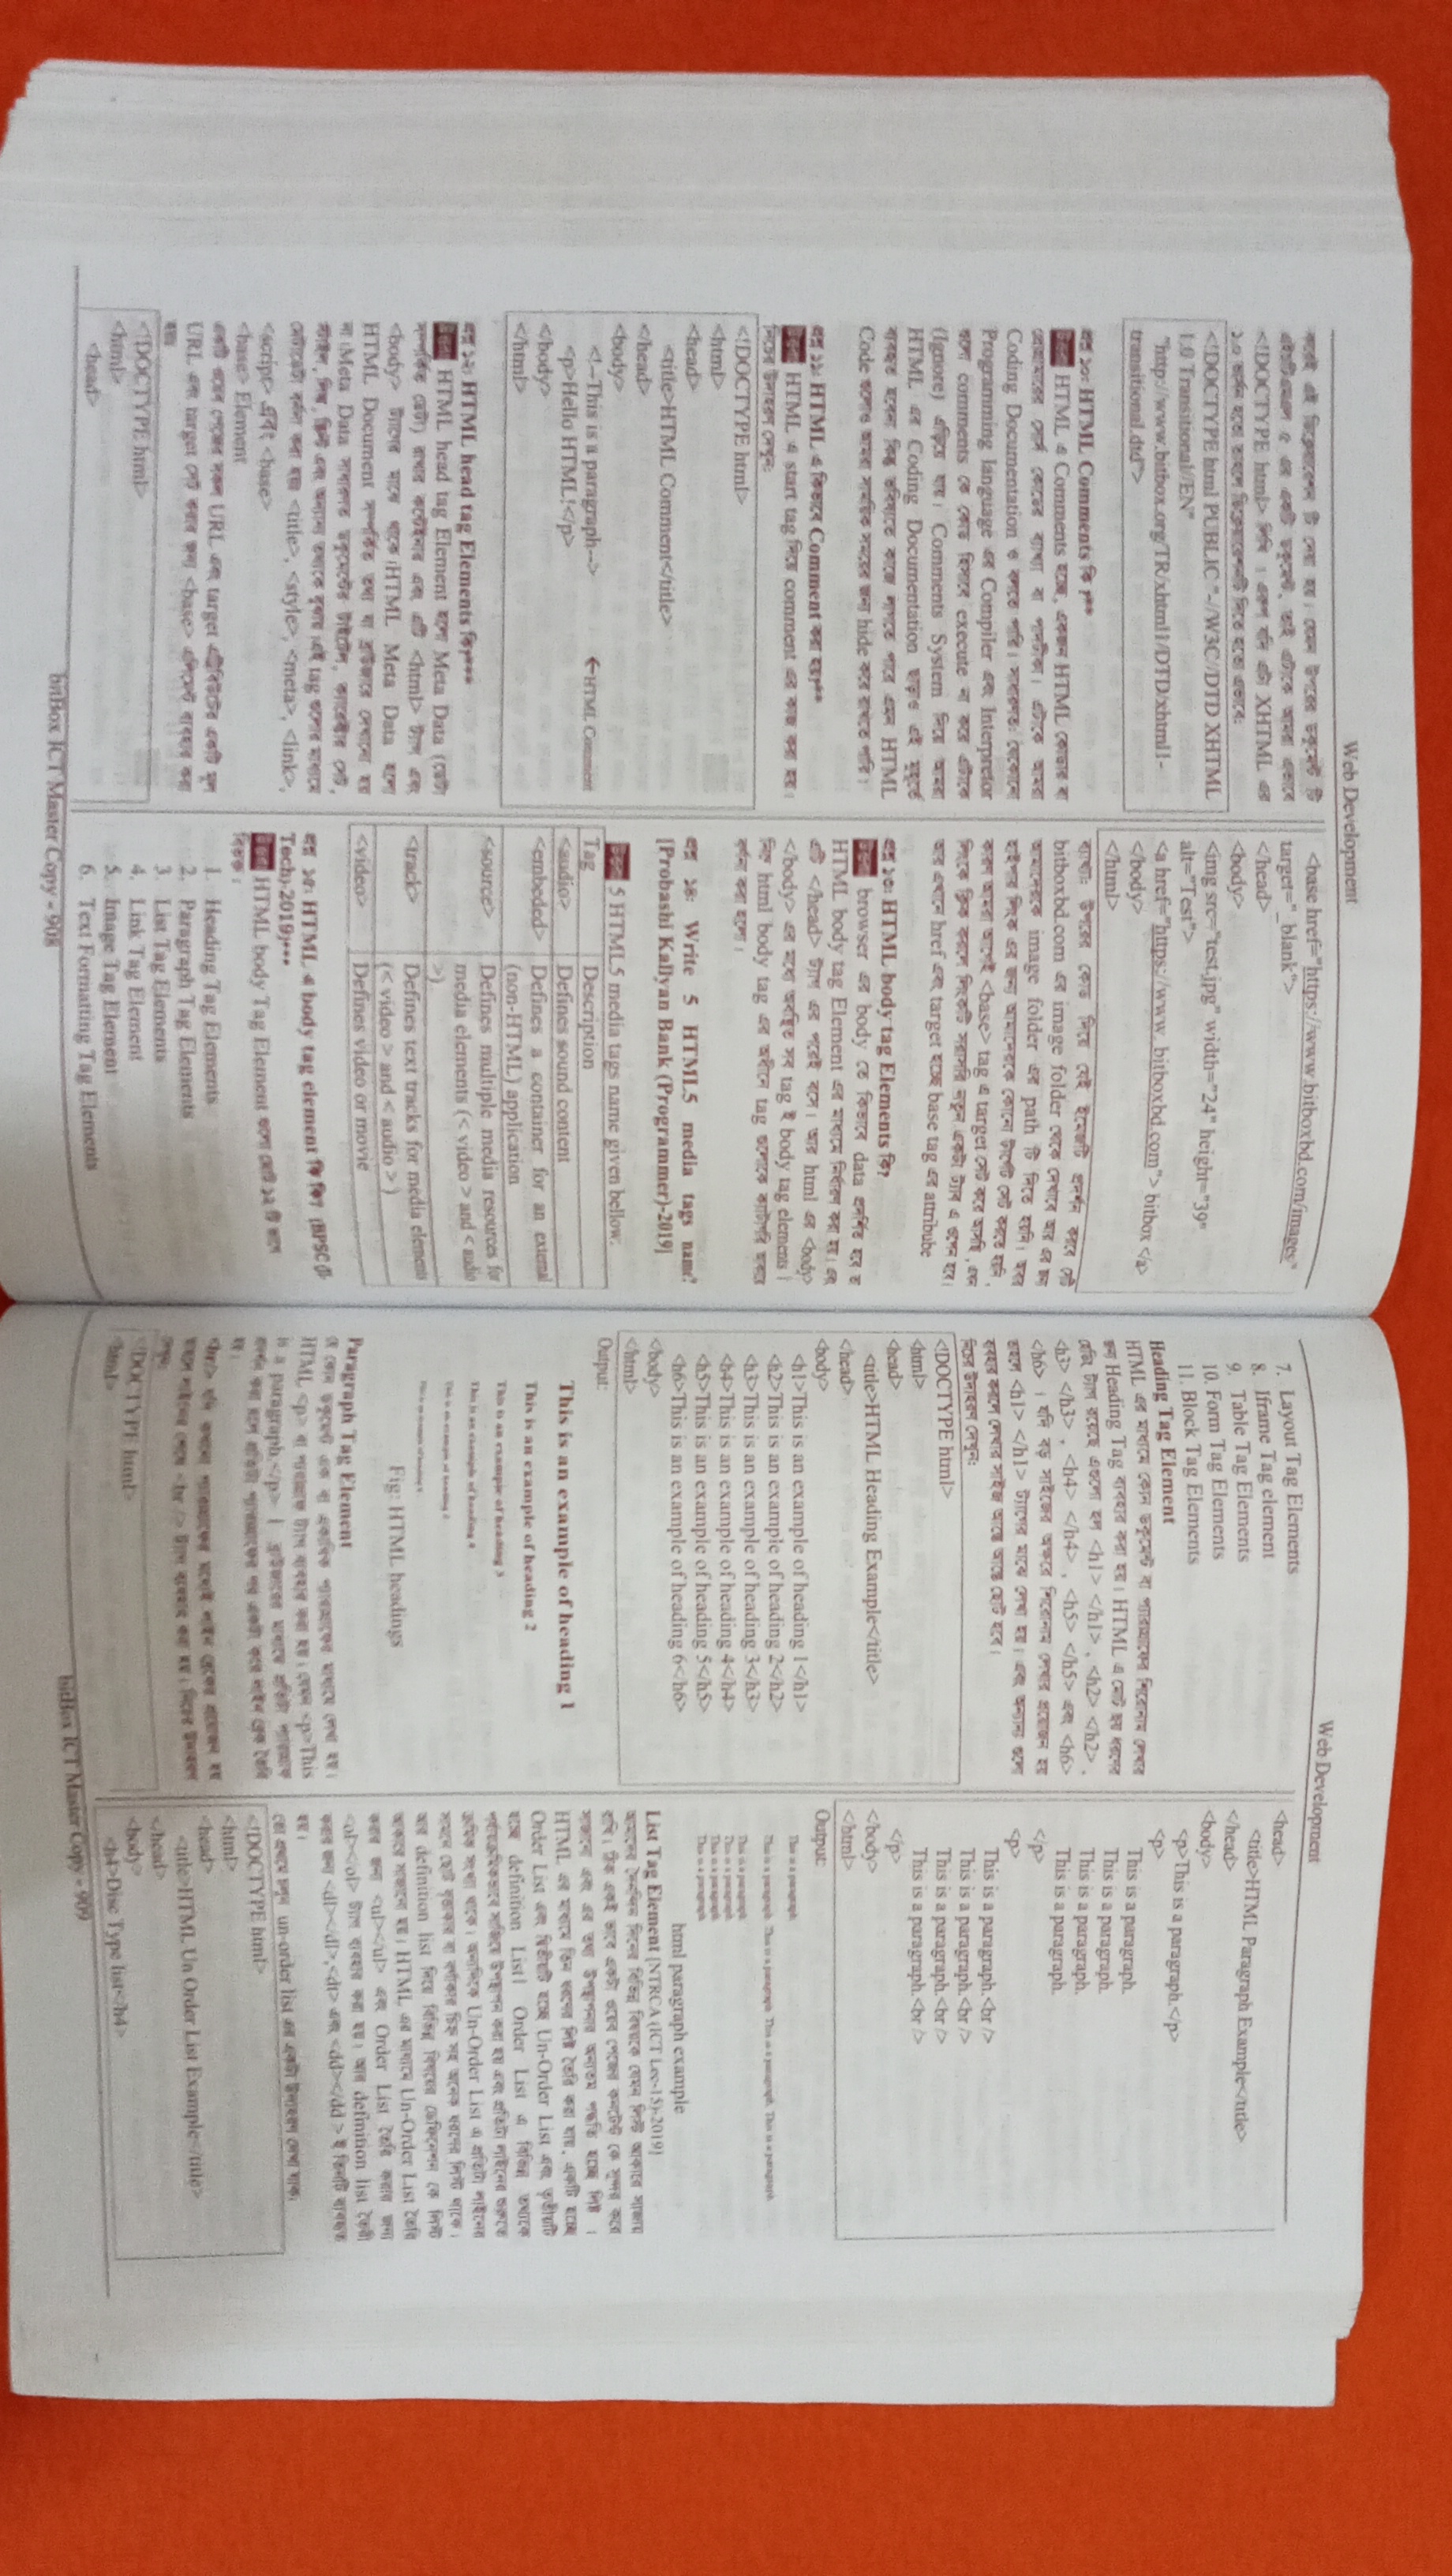 Web Development
করেই এই ডিক্লেয়ারেশন টি দেয়া হয়। যেমন উপরের ডকুমেন্ট টি
এইচটিএমএল ৫ এর একটি ডকুমেন্ট, তাই এটাকে আমরা এভাবে
<!DOCTYPE html> লিখি । এরূপ যদি এটা XHTML এর
১.০ ভার্সন হতো তাহলে ডিক্লেয়ারেশনটি দিতে হতো এভাবে:
<!DOCTYPE html PUBLIC "-//W3C//DTD XHTML
1.0 Transitional//EN"
"http://www.bitbox.org/TR/xhtml1/DTD/xhtml1-
transitional.dtd">
প্রশ্ন ১০: HTML Comments কি ?**
উত্তরঃ HTML এ Comments হচ্ছে, একজন HTML কোডার বা
প্রোগ্রামারের সোর্স কোডের ব্যাখ্যা বা পাদটীকা। এটাকে আমরা
Coding Documentation ও বলতে পারি। সাধারণত: যেকোনো
Programming language এর Compiler এবং Interpretor
গুলো comments কে কোড হিসাবে execute না করে এটাকে
(Ignore) এড়িয়ে যায়। Comments System দিয়ে আমরা
HTML এর Coding Documentation ছাড়াও এই মুহূর্তে
ব্যবহৃত হবেনা কিন্তু ভবিষ্যতে কাজে লাগতে পারে এমন HTML
Code গুলোও আমরা সাময়িক সময়ের জন্য hide করে রাখতে পারি।
প্রশ্ন ১১: HTML এ কিভাবে Comment করা হয়?**
উত্তরঃ HTML এ start tag দিয়ে comment এর কাজ করা হয়।
নিচের উদাহরণ দেখুন:
<!DOCTYPE html>
<html>
<head>
<title>HTML Comment</title>
</head>
<body>
<!--This is a paragraph--> ←HTML Comment
<p>Hello HTML!</p>
</body>
</html>
প্রশ্ন ১২: HTML head tag Elements কি?****
উত্তরঃ HTML head tag Element হলো Meta Data (ডেটা
সম্পর্কিত ডেটা) রাখার কন্টেইনার এবং এটি <html> ট্যাগ এবং
<body> ট্যাগের মাঝে থাকে।HTML Meta Data হলো
HTML Document সম্পর্কিত তথ্য যা ব্রাউজারে দেখানো হয়
না।Meta Data সাধারণত ডকুমেন্টের টাইটেল, ক্যারেক্টার সেট,
স্টাইল, লিঙ্ক, স্ক্রিপ্ট এবং অন্যান্য তথ্যকে বুঝায়।এই tag গুলোর মাধ্যমে
মেটাডেটা বর্ননা করা হয়ঃ <title>, <style>, <meta>, <link>,
<script> এবং <base>
<base> Element
একটি ওয়েব পেজের সকল URL এবং target এট্রিবিউটের একটি মূল
URL এবং target সেট করার জন্য <base> এলিমেন্ট ব্যবহার করা
হয়ঃ
<!DOCTYPE html>
<html>
<head>
<base href="https://www.bitboxbd.com/images/"
target="_blank">
</head>
<body>
<img src="test.jpg" width="24" height="39"
alt="Test">
<a href="https://www. bitboxbd.com"> bitbox </a>
</body>
</html>
ব্যাখ্যা: উপরের কোড দিয়ে যেই ইমেজটি প্রদর্শন করবে সেটি
bitboxbd.com এর image folder থেকে দেখাবে আর এর জন্য
আমাদেরকে image folder এর path টি দিতে হয়নি। আবার
হাইপার লিংক এর জন্য আমাদেরকে কোনো টার্গেট সেট করতে হয়নি,
কারণ আমরা আগেই <base> tag এ target সেট করে আসছি , এখন
লিংকে ক্লিক করলে লিংকটি সরাসরি নতুন একটা ট্যাব এ ওপেন হবে।
আর এখানে href এবং target হচ্ছে base tag এর attribube
প্রশ্ন ১৩: HTML body tag Elements কি?
উত্তরঃ browser এর body তে কিভাবে data প্রদর্শিত হবে তা
HTML body tag Element এর মাধ্যমে নির্ধারণ করা হয়। এবং
এটি </head> ট্যাগ এর পরেই বসে। আর html এর <body>
</body> এর মধ্যে অবস্থিত সব tag ই body tag elements।
নিম্নে html body tag এর অধীনে tag গুলোকে ক্যাটাগরি আকারে
বর্ণনা করা হলো।
প্রশ্ন ১৪: Write 5 HTML5 media tags name?
[Probashi Kallyan Bank (Programmer)-2019]
উত্তরঃ 5 HTML5 media tags name given bellow:
Tag Description
<audio> Defines sound content
<embeded> Defines a container for an external
(non-HTML) application
<source> Defines multiple media resources for
media elements (< video > and < audio
>)
<track> Defines text tracks for media elements
(< video > and < audio > )
<video> Defines video or movie
প্রশ্ন ১৫: HTML এ body tag element কি কি? (BPSC
Tech)-2019)***
উত্তরঃ HTML body Tag Element গুলো মোট ১২ টি ভাগে
বিভক্ত।
1. Heading Tag Elements
2. Paragraph Tag Elements
3. List Tag Elements
4. Link Tag Element
5. Image Tag Element
6. Text Formatting Tag Elements
bitBox ICT Master Copy - 908
Web Development
7. Layout Tag Elements
8. Iframe Tag element
9. Table Tag Elements
10. Form Tag Elements
11. Block Tag Elements
Heading Tag Element
HTML এর মাধ্যমে কোন ডকুমেন্ট বা প্যারাগ্রাফের শিরোনাম লেখার
জন্য Heading Tag ব্যবহার করা হয়। HTML এ মোট ছয় ধরণের
হেডিং ট্যাগ রয়েছে এগুলো হল <h1> </h1> , <h2> </h2> ,
<h3> </h3> , <h4> </h4> , <h5> </h5> এবং <h6>
</h6> । যদি বড় সাইজের অক্ষরে শিরোনাম লেখার প্রয়োজন হয়
তাহলে <h1> </h1> ট্যাগের মাঝে লেখা হয়। এবং অন্যান্য গুলো
ব্যবহার করলে লেখার সাইজ আস্তে আস্তে ছোট হবে।
নিচের উদাহরণ দেখুন:
<!DOCTYPE html>
<html>
<head>
<title>HTML Heading Example</title>
<head>
<body>
<h1>This is an example of heading 1</h1>
<h2>This is an example of heading 2</h2>
<h3>This is an example of heading 3</h3>
<h4>This is an example of heading 4</h4>
<h5>This is an example of heading 5</h5>
<h6>This is an example of heading 6</h6>
</body>
</html>
Output:
This is an example of heading 1
This is an example of heading 2
This is an example of heading 3
This is an example of heading 4
This is an example of heading 5
This is an example of heading 6
Fig: HTML headings
Paragraph Tag Element
যে কোন ডকুমেন্ট এক বা একাধিক প্যারাগ্রাফের মাধ্যমে লেখা হয়।
HTML <p> বা প্যারাগ্রাফ ট্যাগ ব্যবহার করা হয়। যেমন <p>This
is a paragraph.</p> । ব্রাউজারের মাধ্যমে প্রতিটা প্যারাগ্রাফ
প্রদর্শন করা হলে প্রতিটা প্যারাগ্রাফের পর একটা করে লাইন ব্রেক তৈরি
হয়।
<br/> যদি কখনো প্যারাগ্রাফের মধ্যেই লাইন ব্রেকের প্রয়োজন হয়
তাহলে লাইনের শেষে <br /> ট্যাগ ব্যবহার করা হয়। নিচের উদাহরণ
দেখুন:
<!DOCTYPE html>
<html>
<head>
<title>HTML Paragraph Example</title>
</head>
<body>
<p>This is a paragraph.</p>
<p>
This is a paragraph.
This is a paragraph.
This is a paragraph.
This is a paragraph.
</p>
<p>
This is a paragraph.<br />
This is a paragraph.<br />
This is a paragraph.<br />
This is a paragraph.<br />
</p>
</body>
</html>
Output:
This is a paragraph.
This is a paragraph. This is a paragraph. This is a paragraph. This is a paragraph.
This is a paragraph.
This is a paragraph.
This is a paragraph.
This is a paragraph.
html paragraph example
List Tag Element [NTRCA (ICT Lec-15)-2019]
আমাদের দৈনন্দিন দিনের বিভিন্ন বিষয়কে যেমন লিস্ট আকারে সাজায়
রাখি। ঠিক একই ভাবে একটা ওয়েব পেজের কনটেন্ট কে সুন্দর করে
সাজানো এবং এর তথ্য উপস্থাপনার অন্যতম পদ্ধতি হচ্ছে লিস্ট ।
HTML এর মাধ্যমে তিন ধরনের লিস্ট তৈরি করা যায়, একটি হচ্ছে
Order List এবং দ্বিতীয়টি হচ্ছে Un-Order List এবং তৃতীয়টি
হচ্ছে definition List। Order List এ বিভিন্ন তথ্যকে
পর্যায়ক্রমিকভাবে সাজিয়ে উপস্থাপন করা হয় এবং প্রতিটা লাইনের শুরুতে
ক্রমিক সংখ্যা থাকে। অন্যদিকে Un-Order List এ প্রতিটা লাইনের
সামনে ছোট বৃত্তাকার বা বর্গাকার চিহ্ন সহ অনেক ধরণের লিস্ট থাকে।
আর definition list দিয়ে বিভিন্ন বিষয়ের ডেফিনেশন কে লিস্ট
আকারে সাজানো হয়। HTML এর মাধ্যমে Un-Order List তৈরি
করার জন্য <ul></ul> এবং Order List তৈরি করার জন্য
<ol></ol> ট্যাগ ব্যবহার করা হয়। আর definition list তৈরী
করার জন্য <dl></dl>,<dt> এবং <dd></dd > ই তিনটি ব্যবহৃত
হয়।
তো প্রথমে চলুন un-order list এর একটা উদাহরণ দেখা যাক।
<!DOCTYPE html>
<html>
<head>
<title>HTML Un Order List Example</title>
</head>
<body>
<h4>Disc Type list</h4>
bitBox ICT Master Copy - 909